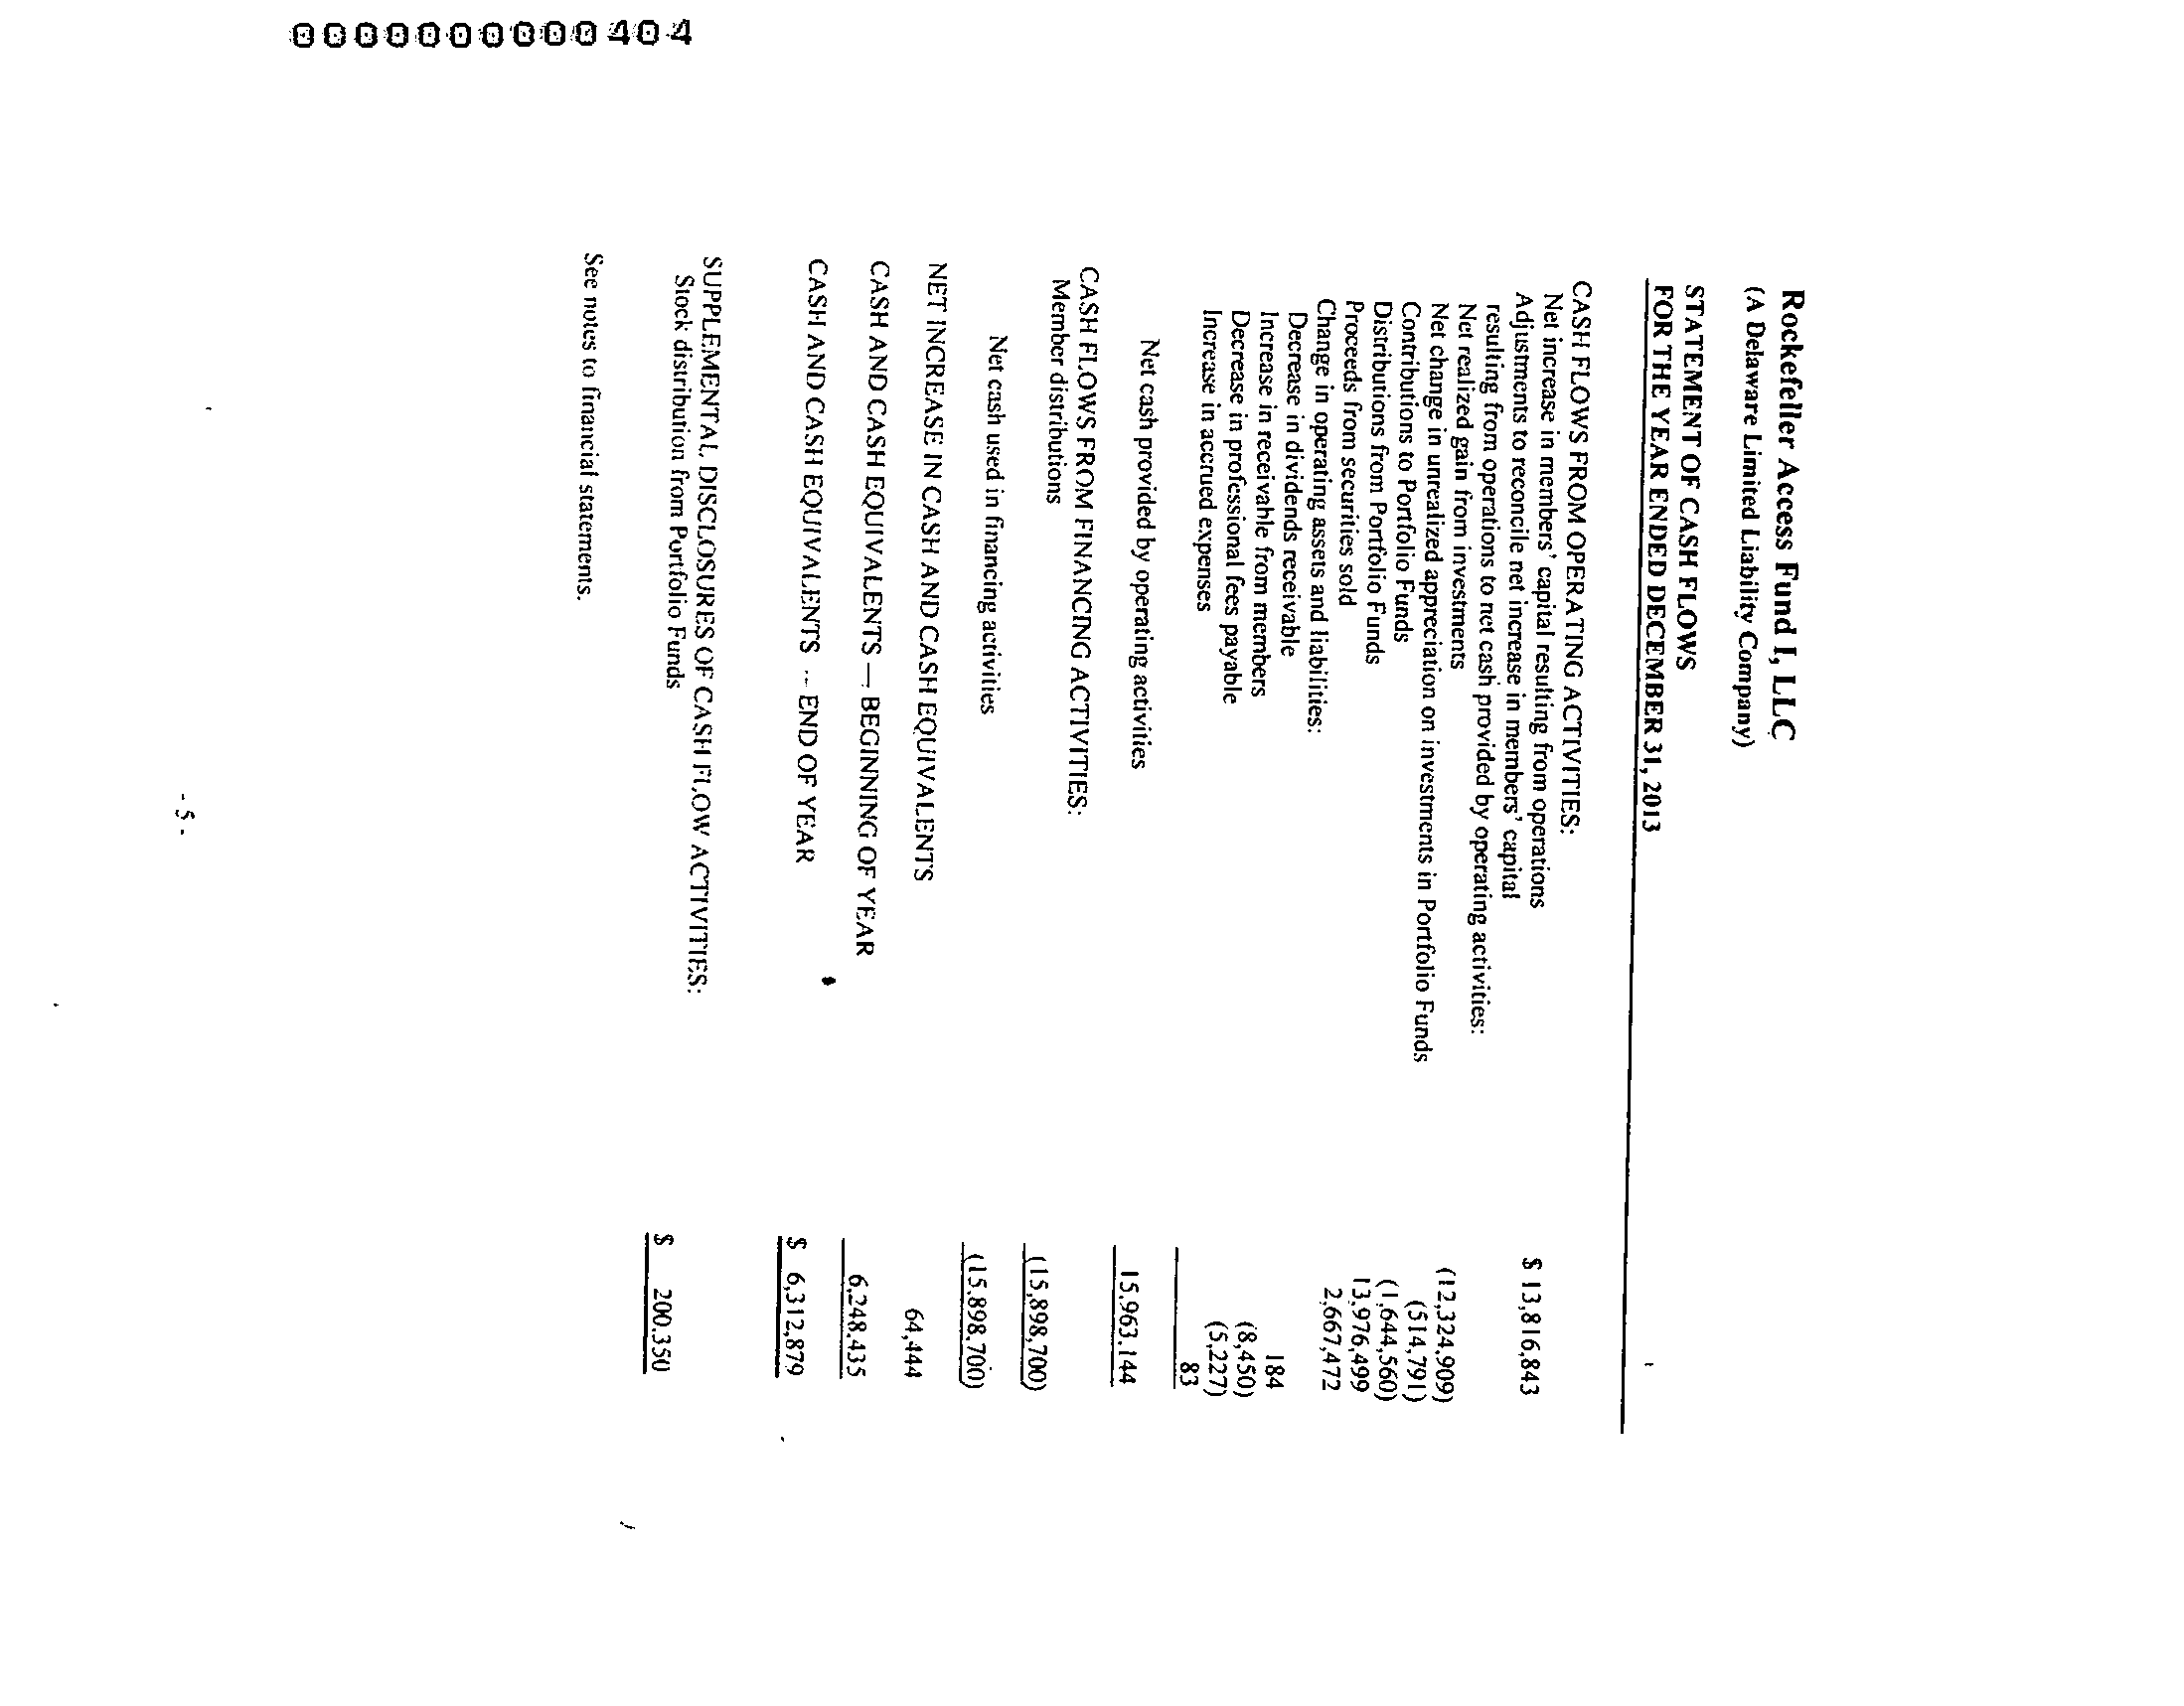 000000000404
Rockefeller Access Fund I, LLC
(A Delaware Limited Liability Company)
STATEMENT OF CASH FLOWS
FOR THE YEAR ENDED DECEMBER 31, 2013
CASH FLOWS FROM OPERATING ACTIVITIES:
Net increase in members' capital resulting from operations $ 13,816,843
Adjustments to reconcile net increase in members' capital
resulting from operations to net cash provided by operating activities:
Net realized gain from investments (12,324,909)
Net change in unrealized appreciation on investments in Portfolio Funds (514,791)
Contributions to Portfolio Funds (1,644,560)
Distributions from Portfolio Funds 13,976,499
Proceeds from securities sold 2,667,472
Change in operating assets and liabilities:
Decrease in dividends receivable 184
Increase in receivable from members (8,450)
Decrease in professional fees payable (5,227)
Increase in accrued expenses 83
Net cash provided by operating activities 15,963,144
CASH FLOWS FROM FINANCING ACTIVITIES:
Member distributions (15,898,700)
Net cash used in financing activities (15,898,700)
NET INCREASE IN CASH AND CASH EQUIVALENTS 64,444
CASH AND CASH EQUIVALENTS — BEGINNING OF YEAR 6,248,435
CASH AND CASH EQUIVALENTS — END OF YEAR $ 6,312,879
SUPPLEMENTAL DISCLOSURES OF CASH FLOW ACTIVITIES:
Stock distribution from Portfolio Funds $ 200,350
See notes to financial statements.
- 5 -